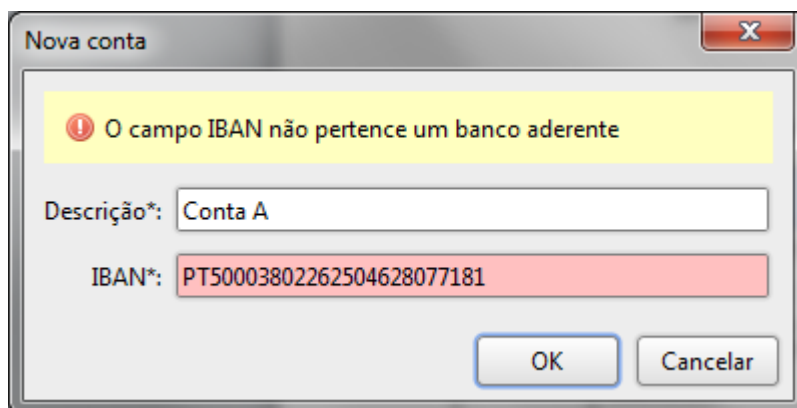 Nova conta
O campo IBAN não pertence um banco aderente
Descrição*: Conta A
IBAN*: PT50003802262504628077181
OK Cancelar